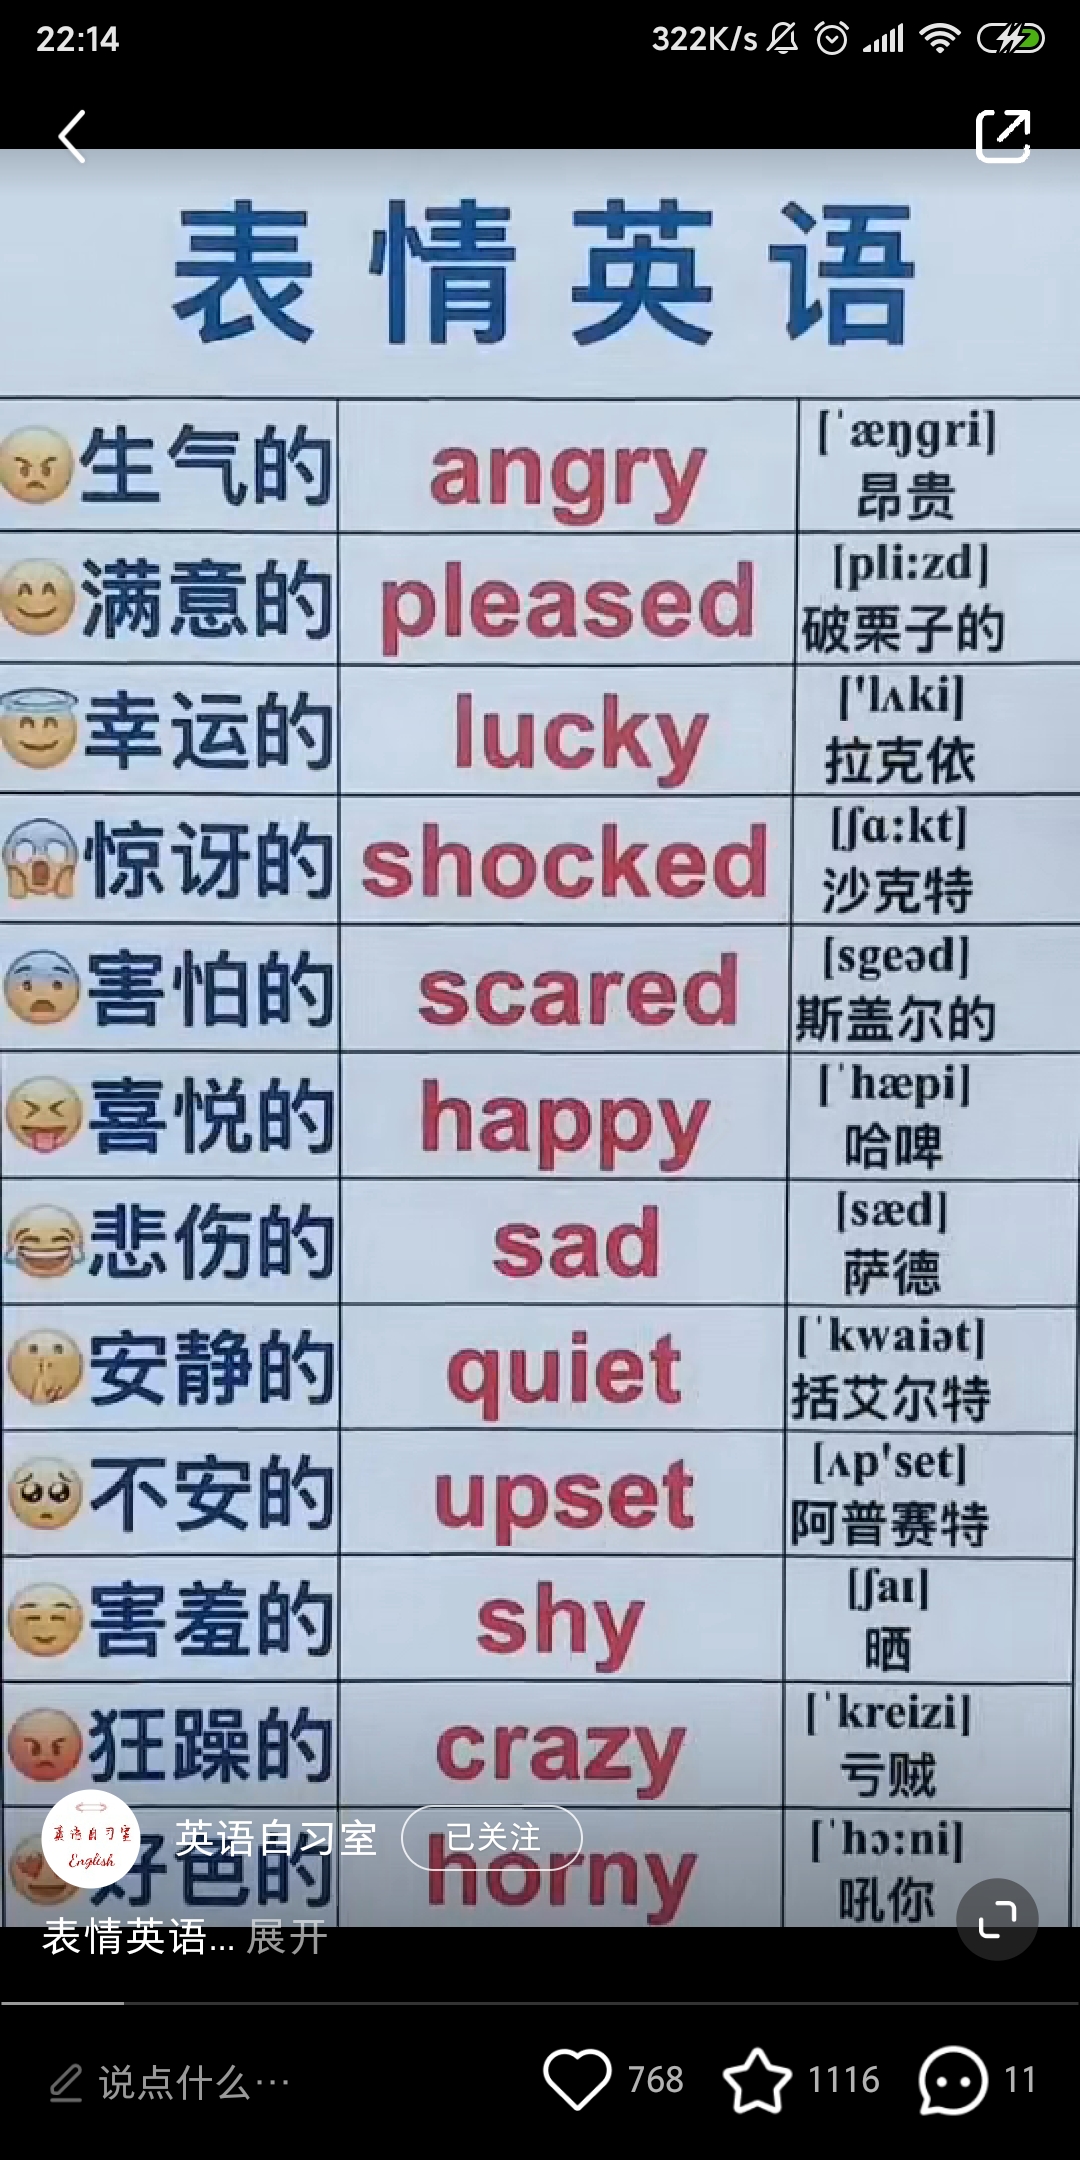 22:14
322K/s
表情英语
生气的 angry [ˈæŋgri]
昂贵
满意的 pleased [pli:zd]
破栗子的
幸运的 lucky ['lʌki]
拉克依
惊讶的 shocked [ʃɑ:kt]
沙克特
害怕的 scared [sgeəd]
斯盖尔的
喜悦的 happy [ˈhæpi]
哈啤
悲伤的 sad [sæd]
萨德
安静的 quiet [ˈkwaiət]
括艾尔特
不安的 upset [ʌp'set]
阿普赛特
害羞的 shy [ʃaɪ]
晒
狂躁的 crazy [ˈkreizi]
亏贼
好色的 horny [ˈhɔ:ni]
吼你
英语自习室
English
英语自习室 已关注
表情英语... 展开
说点什么…
768 1116 11